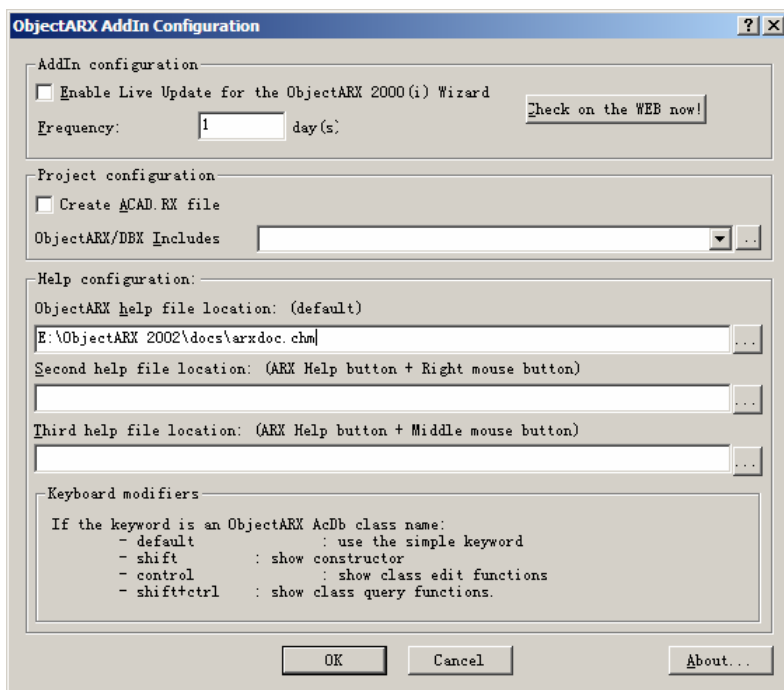 ObjectARX AddIn Configuration
AddIn configuration
Enable Live Update for the ObjectARX 2000(i) Wizard
Check on the WEB now!
Frequency: 1 day(s)
Project configuration
Create ACAD.RX file
ObjectARX/DBX Includes ..
Help configuration:
ObjectARX help file location: (default)
E:\ObjectARX 2002\docs\arxdoc.chm ...
Second help file location: (ARX Help button + Right mouse button)
...
Third help file location: (ARX Help button + Middle mouse button)
...
Keyboard modifiers
If the keyword is an ObjectARX AcDb class name:
- default : use the simple keyword
- shift : show constructor
- control : show class edit functions
- shift+ctrl : show class query functions.
OK Cancel About...